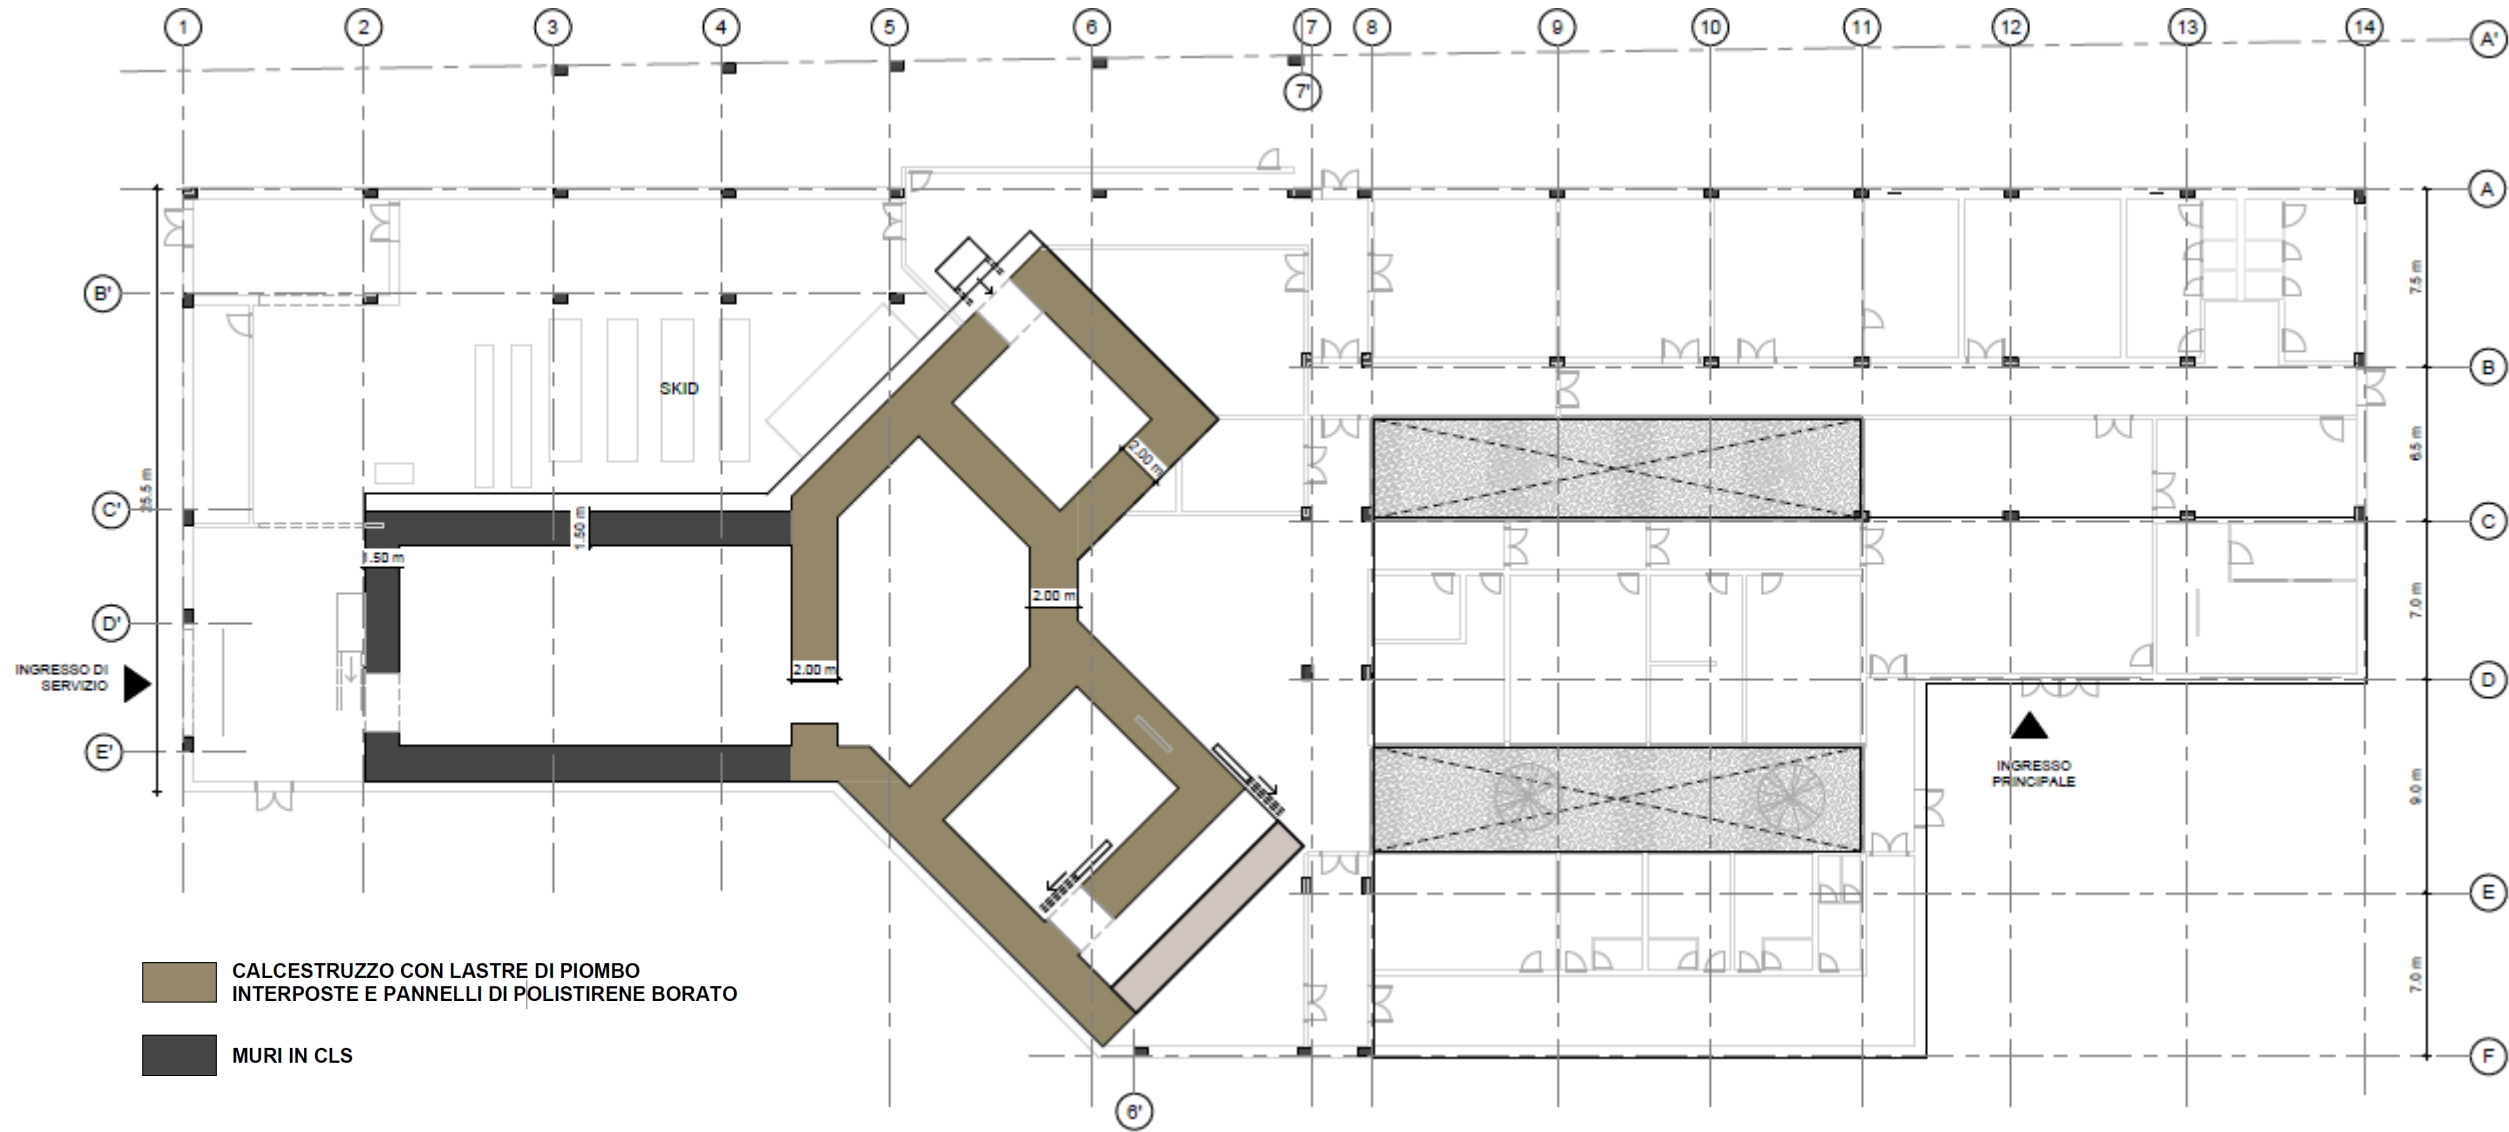 1 2 3 4 5 6 7 8 9 10 11 12 13 14
A'
7'
A
B'
7.5 m
B
SKID
2.00 m
6.5 m
25.5 m
C'
1.50 m
C
1.50 m
2.00 m
7.0 m
D'
INGRESSO DI
SERVIZIO
2.00 m
D
E'
INGRESSO
PRINCIPALE
9.0 m
E
CALCESTRUZZO CON LASTRE DI PIOMBO
INTERPOSTE E PANNELLI DI POLISTIRENE BORATO
7.0 m
MURI IN CLS
F
6'